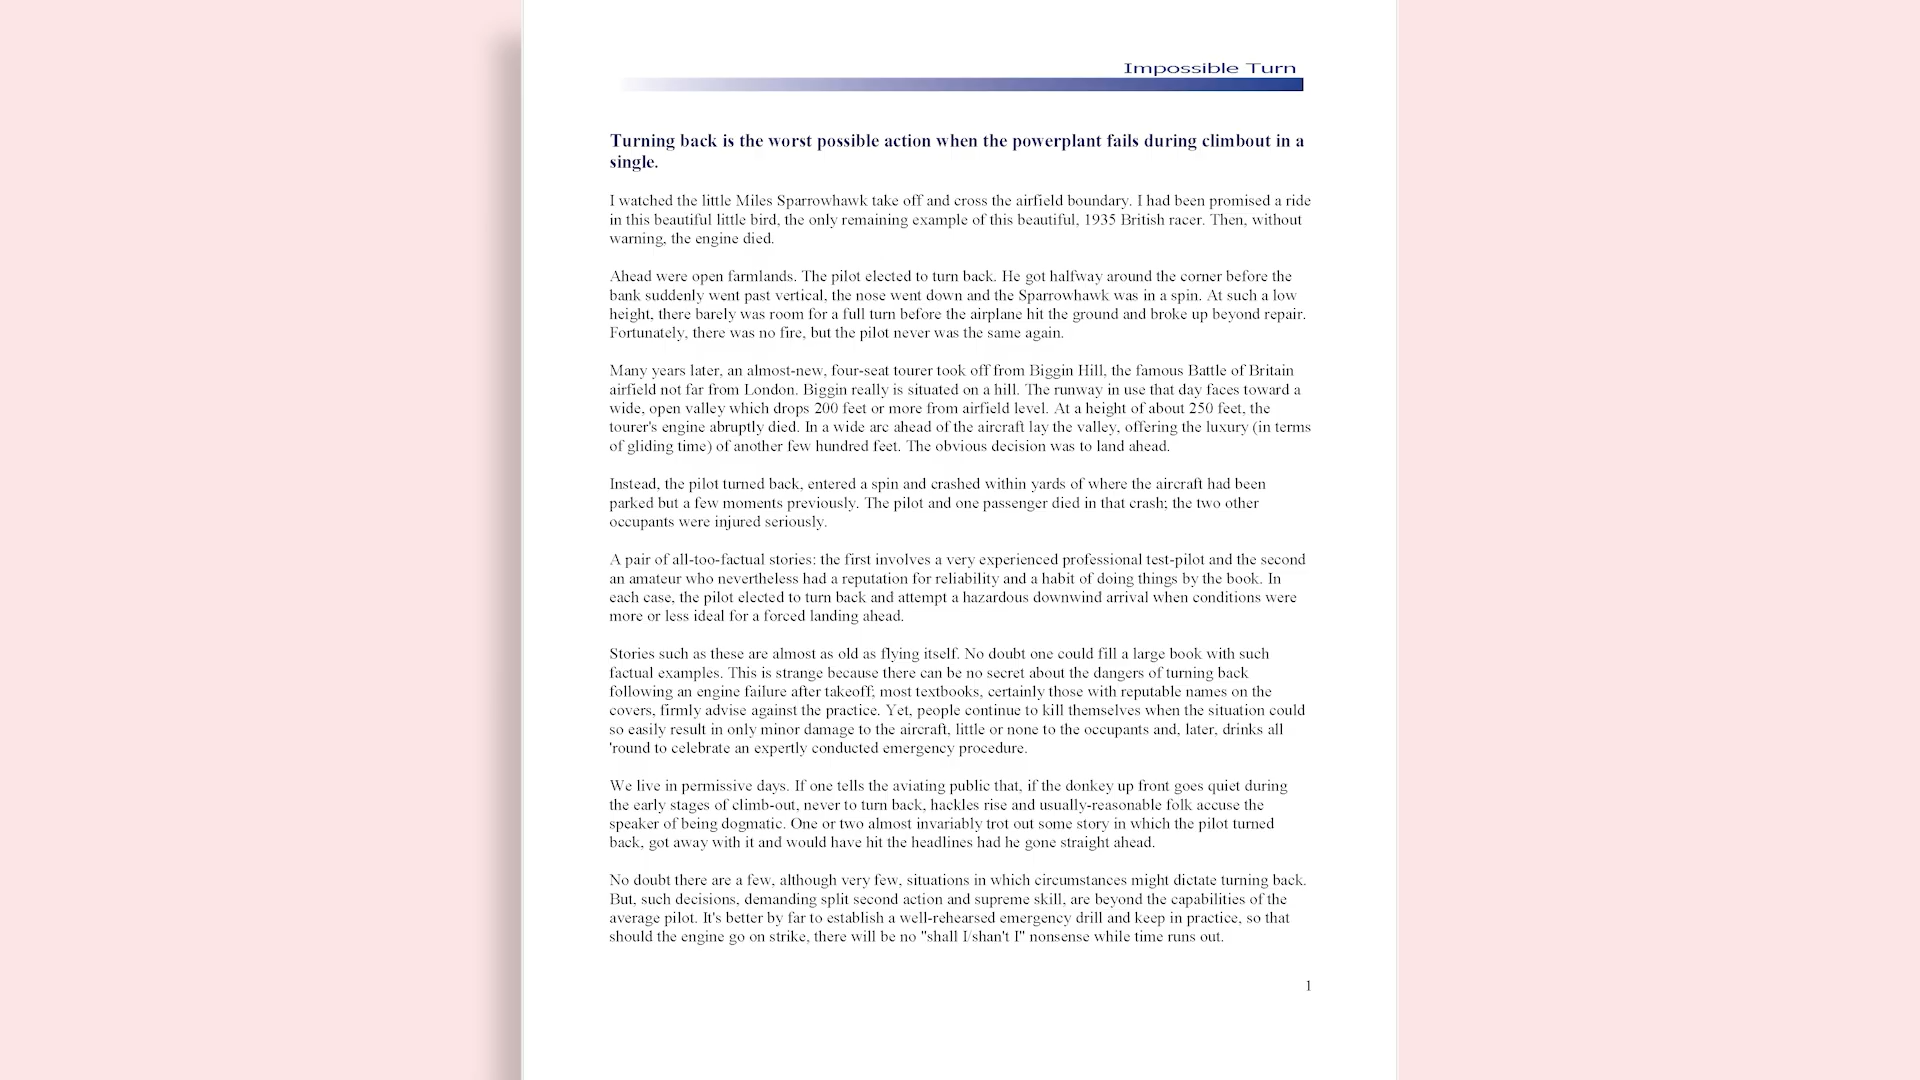 Impossible Turn
Turning back is the worst possible action when the powerplant fails during climbout in a
single.
I watched the little Miles Sparrowhawk take off and cross the airfield boundary. I had been promised a ride
in this beautiful little bird, the only remaining example of this beautiful, 1935 British racer. Then, without
warning, the engine died.
Ahead were open farmlands. The pilot elected to turn back. He got halfway around the corner before the
bank suddenly went past vertical, the nose went down and the Sparrowhawk was in a spin. At such a low
height, there barely was room for a full turn before the airplane hit the ground and broke up beyond repair.
Fortunately, there was no fire, but the pilot never was the same again.
Many years later, an almost-new, four-seat tourer took off from Biggin Hill, the famous Battle of Britain
airfield not far from London. Biggin really is situated on a hill. The runway in use that day faces toward a
wide, open valley which drops 200 feet or more from airfield level. At a height of about 250 feet, the
tourer's engine abruptly died. In a wide arc ahead of the aircraft lay the valley, offering the luxury (in terms
of gliding time) of another few hundred feet. The obvious decision was to land ahead.
Instead, the pilot turned back, entered a spin and crashed within yards of where the aircraft had been
parked but a few moments previously. The pilot and one passenger died in that crash; the two other
occupants were injured seriously.
A pair of all-too-factual stories: the first involves a very experienced professional test-pilot and the second
an amateur who nevertheless had a reputation for reliability and a habit of doing things by the book. In
each case, the pilot elected to turn back and attempt a hazardous downwind arrival when conditions were
more or less ideal for a forced landing ahead.
Stories such as these are almost as old as flying itself. No doubt one could fill a large book with such
factual examples. This is strange because there can be no secret about the dangers of turning back
following an engine failure after takeoff; most textbooks, certainly those with reputable names on the
covers, firmly advise against the practice. Yet, people continue to kill themselves when the situation could
so easily result in only minor damage to the aircraft, little or none to the occupants and, later, drinks all
'round to celebrate an expertly conducted emergency procedure.
We live in permissive days. If one tells the aviating public that, if the donkey up front goes quiet during
the early stages of climb-out, never to turn back, hackles rise and usually-reasonable folk accuse the
speaker of being dogmatic. One or two almost invariably trot out some story in which the pilot turned
back, got away with it and would have hit the headlines had he gone straight ahead.
No doubt there are a few, although very few, situations in which circumstances might dictate turning back.
But, such decisions, demanding split second action and supreme skill, are beyond the capabilities of the
average pilot. It's better by far to establish a well-rehearsed emergency drill and keep in practice, so that
should the engine go on strike, there will be no "shall I/shan't I" nonsense while time runs out.
1